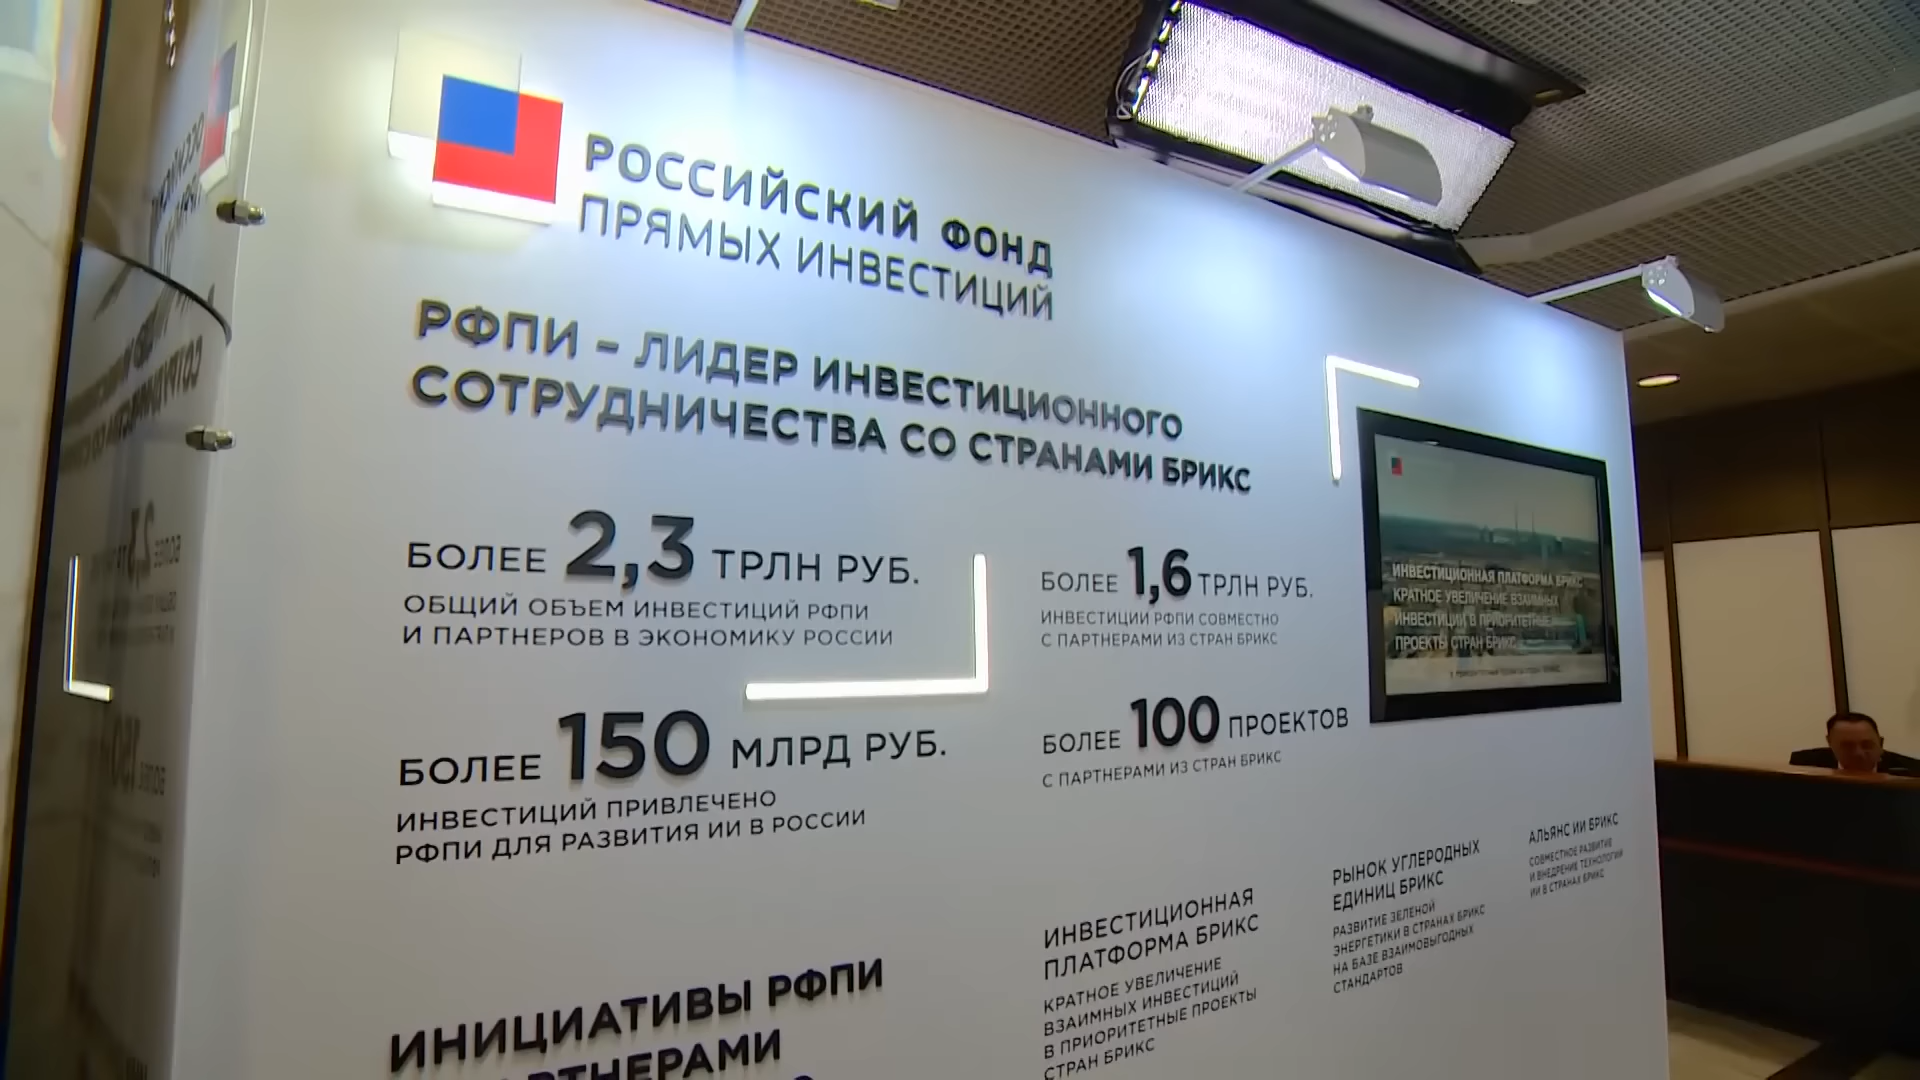 РОССИЙСКИЙ ФОНД
ПРЯМЫХ ИНВЕСТИЦИЙ
РФПИ – ЛИДЕР ИНВЕСТИЦИОННОГО
СОТРУДНИЧЕСТВА СО СТРАНАМИ БРИКС
БОЛЕЕ 2,3 ТРЛН РУБ.
ОБЩИЙ ОБЪЕМ ИНВЕСТИЦИЙ РФПИ
И ПАРТНЕРОВ В ЭКОНОМИКУ РОССИИ
БОЛЕЕ 1,6 ТРЛН РУБ.
ИНВЕСТИЦИИ РФПИ СОВМЕСТНО
С ПАРТНЕРАМИ ИЗ СТРАН БРИКС
БОЛЕЕ 150 МЛРД РУБ.
ИНВЕСТИЦИЙ ПРИВЛЕЧЕНО
РФПИ ДЛЯ РАЗВИТИЯ ИИ В РОССИИ
БОЛЕЕ 100 ПРОЕКТОВ
С ПАРТНЕРАМИ ИЗ СТРАН БРИКС
ИНВЕСТИЦИОННАЯ ПЛАТФОРМА БРИКС
КРАТНОЕ УВЕЛИЧЕНИЕ ВЗАИМНЫХ
ИНВЕСТИЦИЙ В ПРИОРИТЕТНЫЕ
ПРОЕКТЫ СТРАН БРИКС
ИНИЦИАТИВЫ РФПИ
ПАРТНЕРАМИ
ИНВЕСТИЦИОННАЯ
ПЛАТФОРМА БРИКС
КРАТНОЕ УВЕЛИЧЕНИЕ
ВЗАИМНЫХ ИНВЕСТИЦИЙ
В ПРИОРИТЕТНЫЕ ПРОЕКТЫ
СТРАН БРИКС
РЫНОК УГЛЕРОДНЫХ
ЕДИНИЦ БРИКС
РАЗВИТИЕ ЗЕЛЕНОЙ
ЭНЕРГЕТИКИ В СТРАНАХ БРИКС
НА БАЗЕ ВЗАИМОВЫГОДНЫХ
СТАНДАРТОВ
АЛЬЯНС ИИ БРИКС
СОВМЕСТНОЕ РАЗВИТИЕ
И ВНЕДРЕНИЕ ТЕХНОЛОГИЙ
ИИ В СТРАНАХ БРИКС